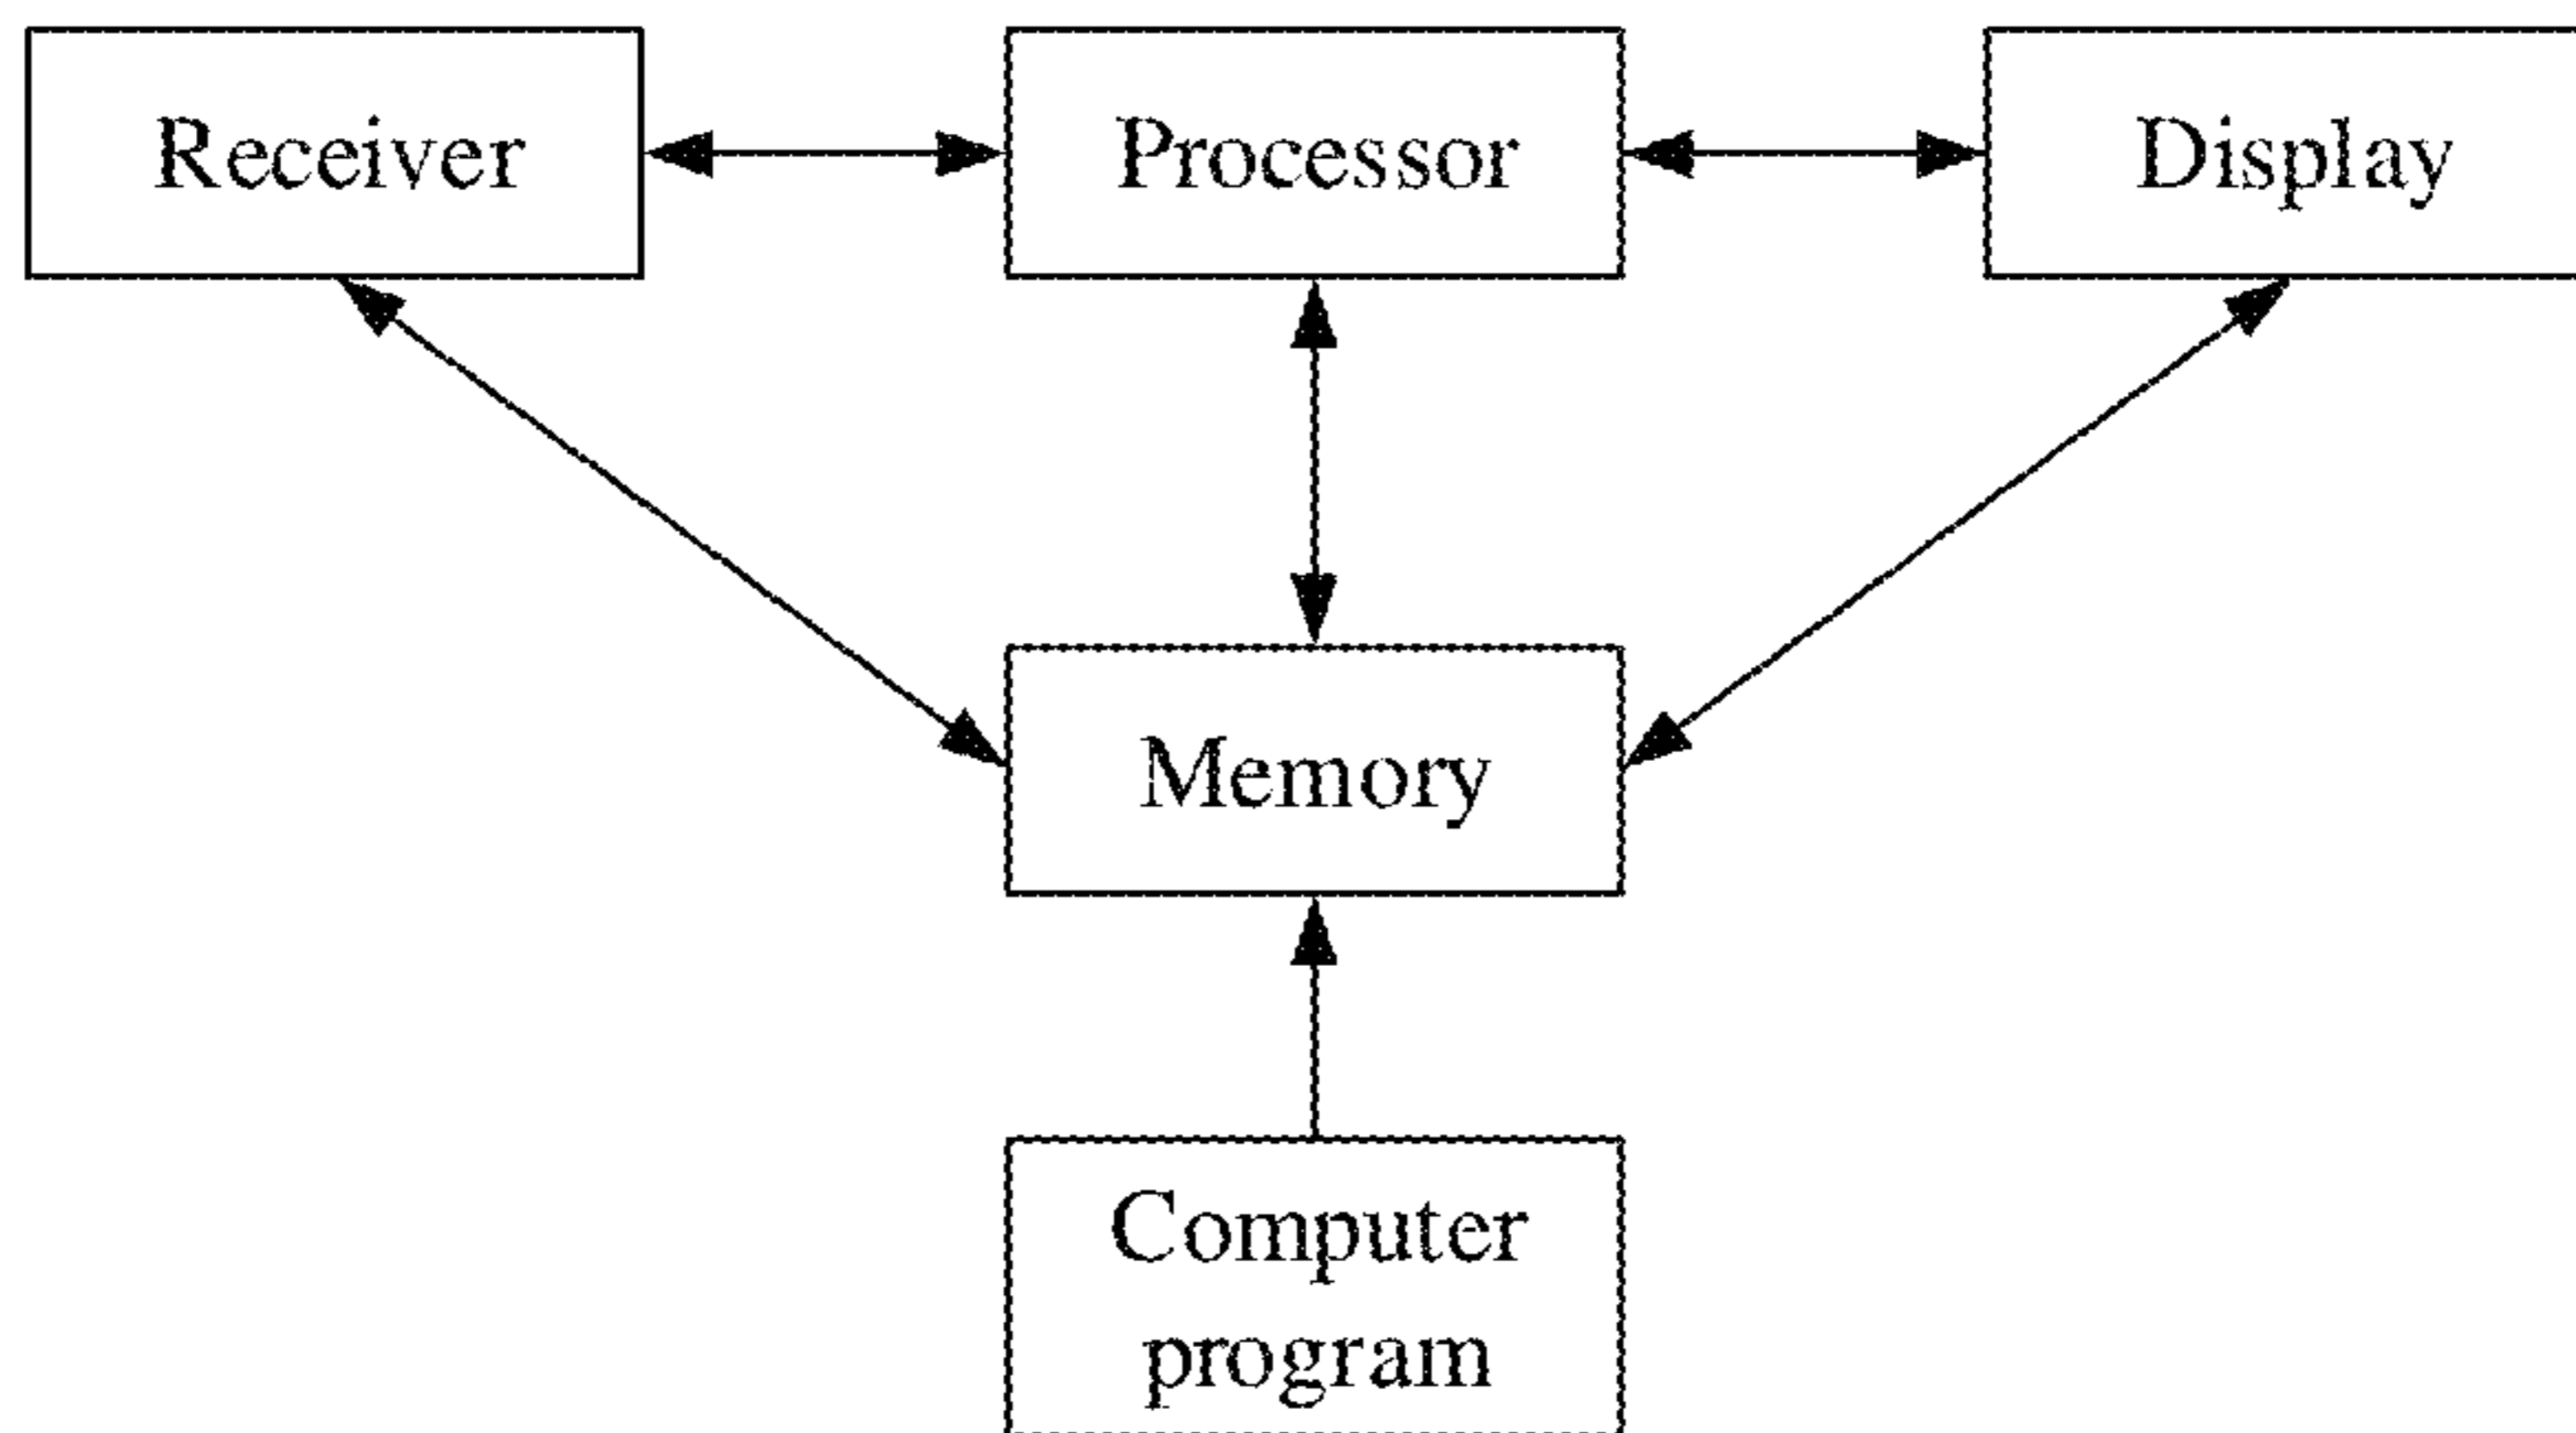 Receiver
Processor
Display
Memory
Computer
program